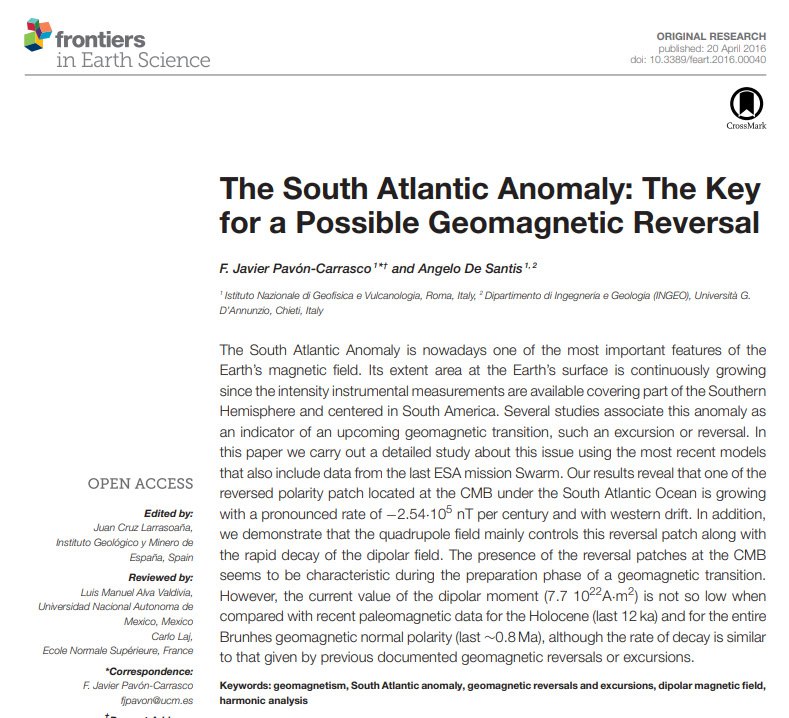 frontiers
in Earth Science
ORIGINAL RESEARCH
published: 20 April 2016
doi: 10.3389/feart.2016.00040
CrossMark
The South Atlantic Anomaly: The Key
for a Possible Geomagnetic Reversal
F. Javier Pavón-Carrasco 1*† and Angelo De Santis 1, 2
1 Istituto Nazionale di Geofisica e Vulcanologia, Roma, Italy, 2 Dipartimento di Ingegneria e Geologia (INGEO), Università G.
D'Annunzio, Chieti, Italy
The South Atlantic Anomaly is nowadays one of the most important features of the
Earth's magnetic field. Its extent area at the Earth's surface is continuously growing
since the intensity instrumental measurements are available covering part of the Southern
Hemisphere and centered in South America. Several studies associate this anomaly as
an indicator of an upcoming geomagnetic transition, such an excursion or reversal. In
this paper we carry out a detailed study about this issue using the most recent models
that also include data from the last ESA mission Swarm. Our results reveal that one of the
reversed polarity patch located at the CMB under the South Atlantic Ocean is growing
with a pronounced rate of −2.54·10⁵ nT per century and with western drift. In addition,
we demonstrate that the quadrupole field mainly controls this reversal patch along with
the rapid decay of the dipolar field. The presence of the reversal patches at the CMB
seems to be characteristic during the preparation phase of a geomagnetic transition.
However, the current value of the dipolar moment (7.7 10²²A·m²) is not so low when
compared with recent paleomagnetic data for the Holocene (last 12 ka) and for the entire
Brunhes geomagnetic normal polarity (last ∼0.8 Ma), although the rate of decay is similar
to that given by previous documented geomagnetic reversals or excursions.
Keywords: geomagnetism, South Atlantic anomaly, geomagnetic reversals and excursions, dipolar magnetic field,
harmonic analysis
OPEN ACCESS
Edited by:
Juan Cruz Larrasoaña,
Instituto Geológico y Minero de
España, Spain
Reviewed by:
Luis Manuel Alva Valdivia,
Universidad Nacional Autonoma de
Mexico, Mexico
Carlo Laj,
Ecole Normale Supérieure, France
*Correspondence:
F. Javier Pavón-Carrasco
fjpavon@ucm.es